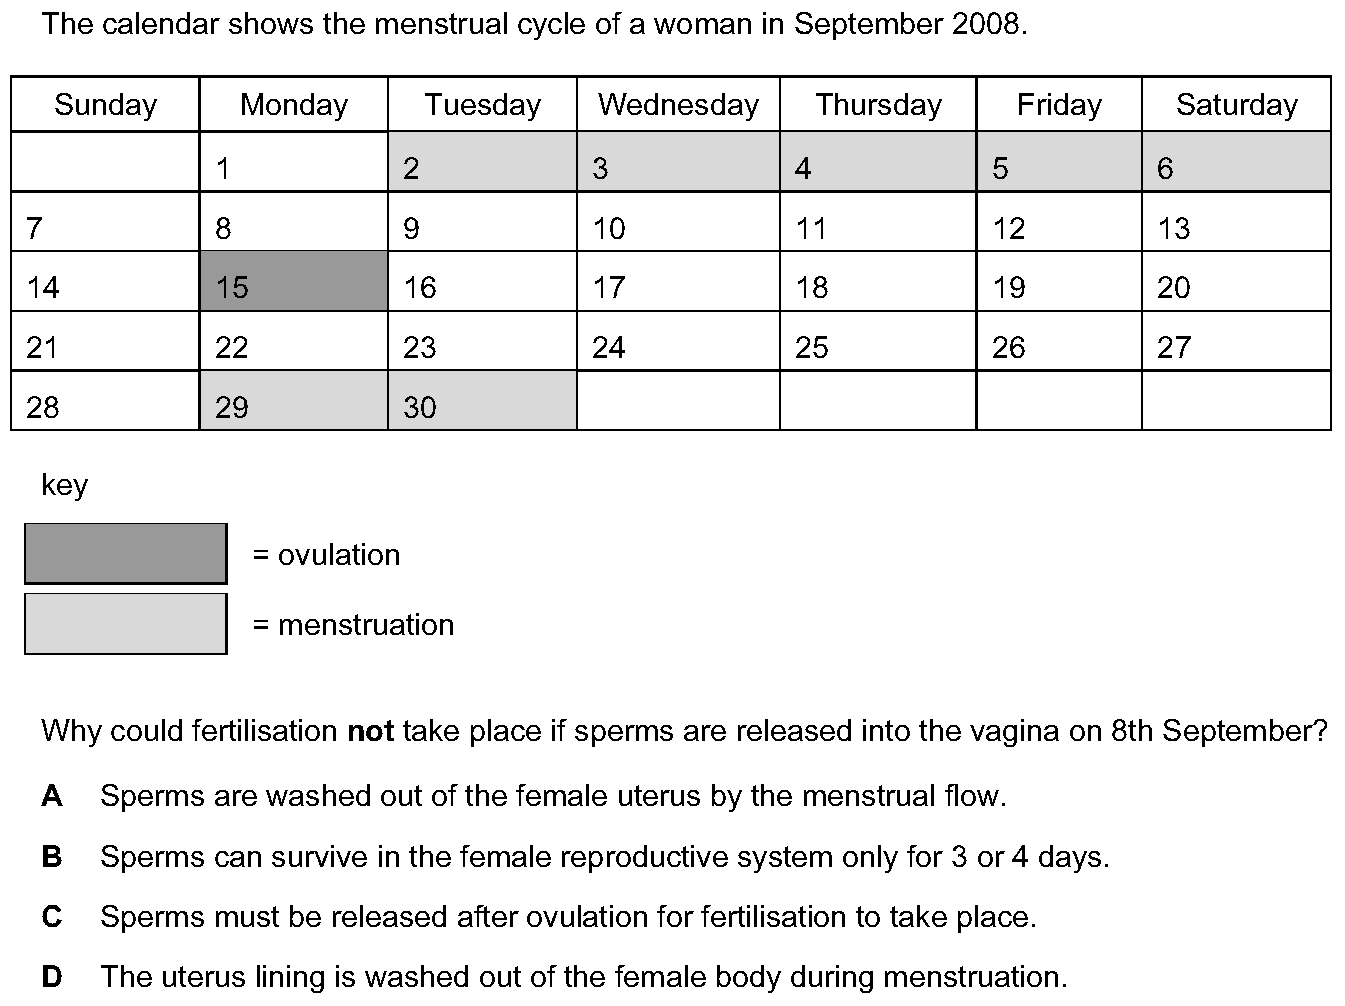 The calendar shows the menstrual cycle of a woman in September 2008.
Sunday Monday Tuesday Wednesday Thursday Friday Saturday
1 2 3 4 5 6
7 8 9 10 11 12 13
14 15 16 17 18 19 20
21 22 23 24 25 26 27
28 29 30
key
= ovulation
= menstruation
Why could fertilisation not take place if sperms are released into the vagina on 8th September?
A Sperms are washed out of the female uterus by the menstrual flow.
B Sperms can survive in the female reproductive system only for 3 or 4 days.
C Sperms must be released after ovulation for fertilisation to take place.
D The uterus lining is washed out of the female body during menstruation.